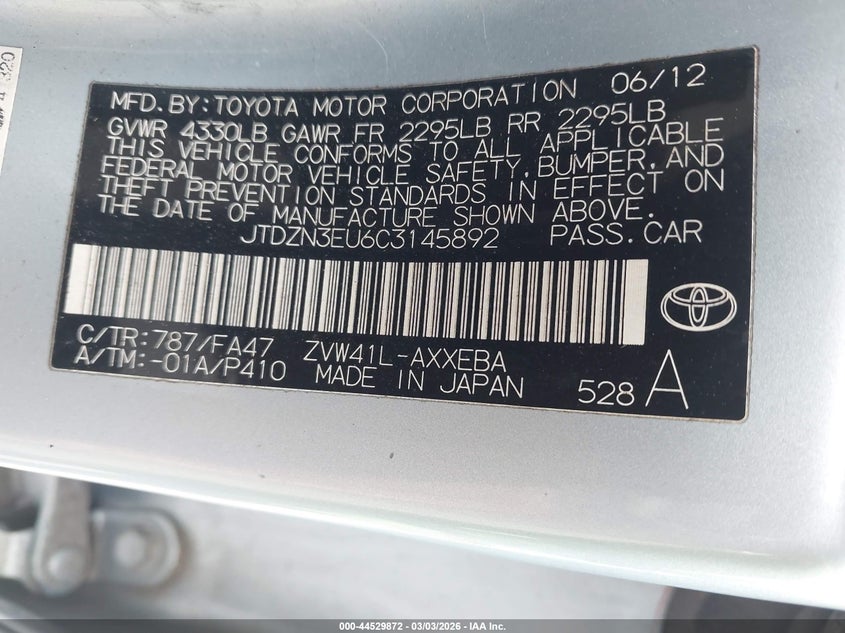 MFD. BY: TOYOTA MOTOR CORPORATION 06/12
GVWR 4330LB GAWR FR 2295LB RR 2295LB
THIS VEHICLE CONFORMS TO ALL APPLICABLE
FEDERAL MOTOR VEHICLE SAFETY, BUMPER, AND
THEFT PREVENTION STANDARDS IN EFFECT ON
THE DATE OF MANUFACTURE SHOWN ABOVE.
JTDZN3EU6C3145892 PASS. CAR
C/TR: 787/FA47 ZVW41L-AXXEBA
A/TM: -01A/P410 MADE IN JAPAN 528 A
000-44529872 - 03/03/2026 - IAA Inc.